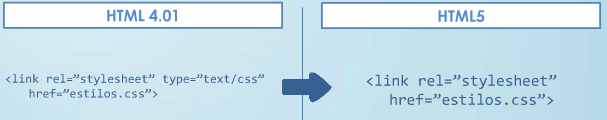 HTML 4.01
<link rel=”stylesheet” type=”text/css”
href=”estilos.css”>
HTML5
<link rel=”stylesheet”
href=”estilos.css”>